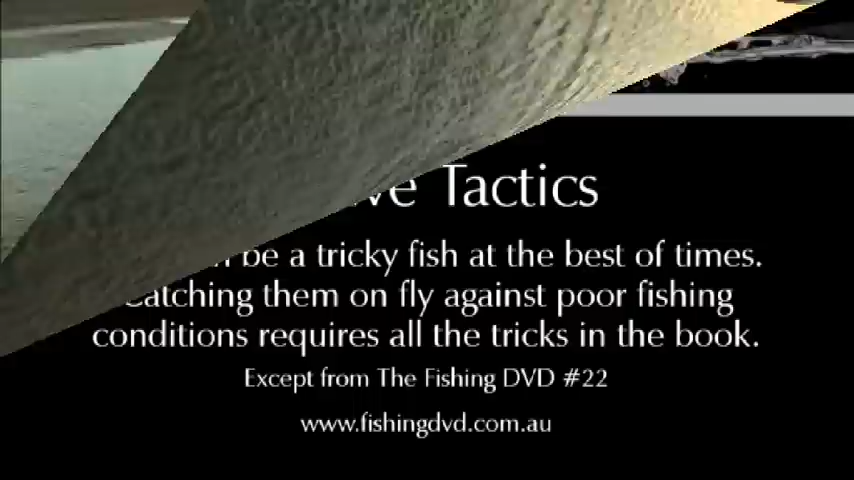 Tactics
be a tricky fish at the best of times.
Catching them on fly against poor fishing
conditions requires all the tricks in the book.
Except from The Fishing DVD #22
www.fishingdvd.com.au